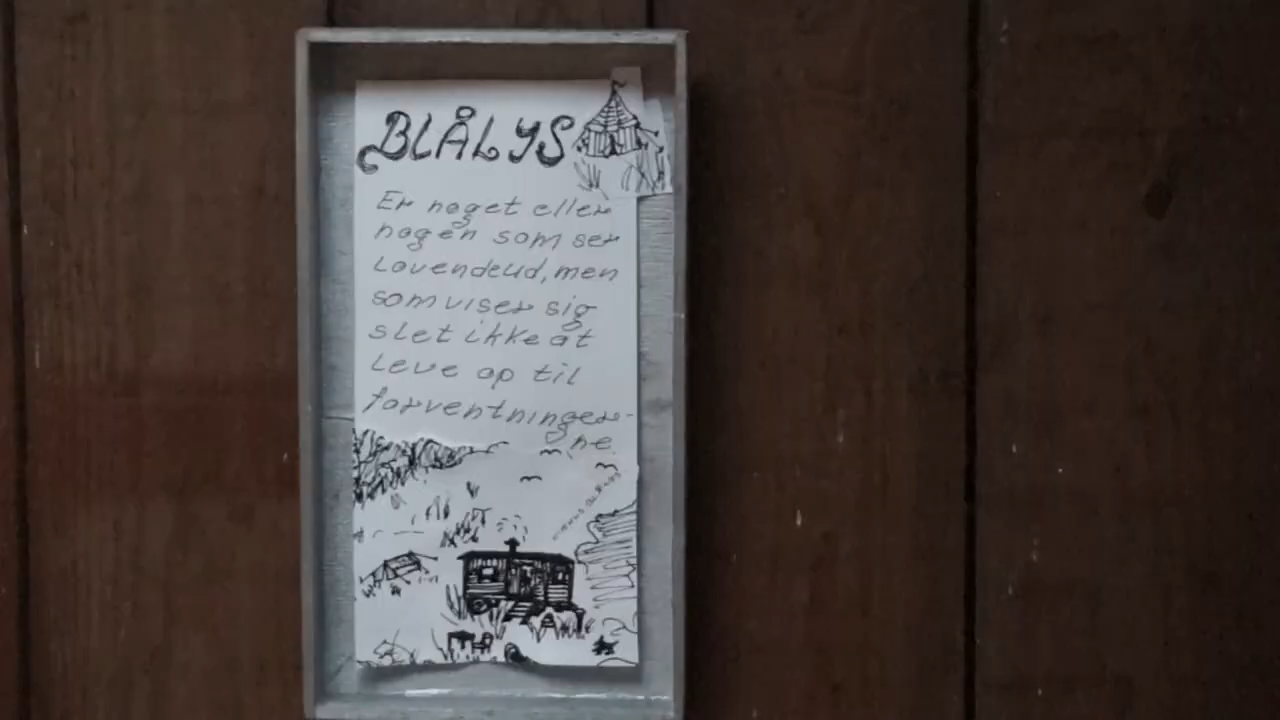 BLÅLYS
Er noget eller
nogen som ser
Lovende ud, men
som viser sig
slet ikke at
Leve op til
forventninger-
ne.